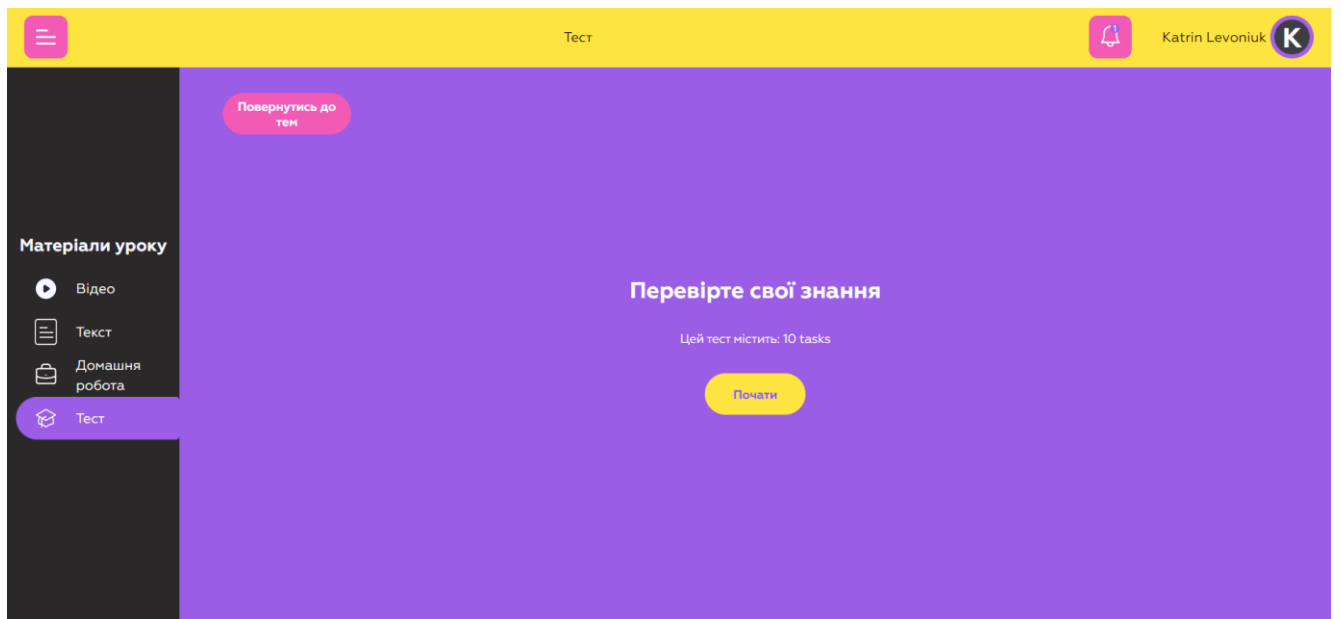 Тест
Katrin Levoniuk
K
Повернутись до
тем
Матеріали уроку
Відео
Текст
Домашня
робота
Тест
Перевірте свої знання
Цей тест містить: 10 tasks
Почати